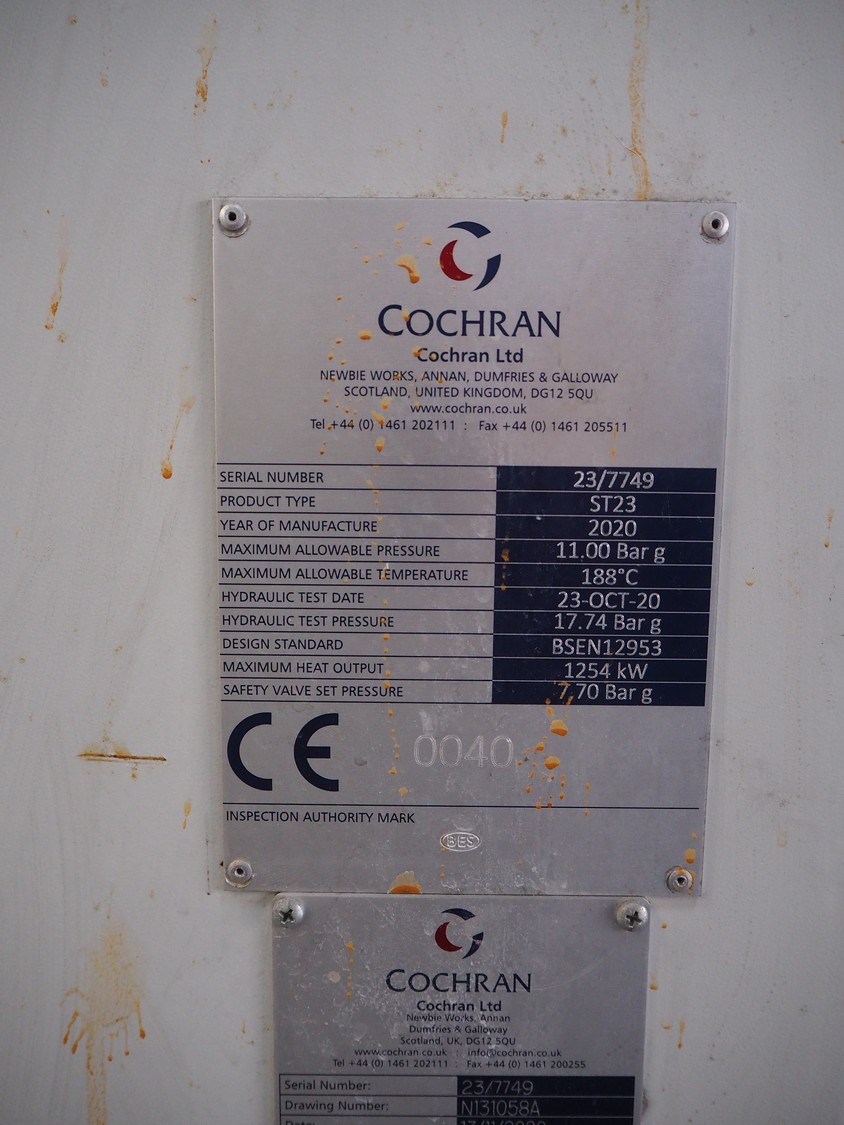 COCHRAN
Cochran Ltd
NEWBIE WORKS, ANNAN, DUMFRIES & GALLOWAY
SCOTLAND, UNITED KINGDOM, DG12 5QU
www.cochran.co.uk
Tel +44 (0) 1461 202111 : Fax +44 (0) 1461 205511
SERIAL NUMBER 23/7749
PRODUCT TYPE ST23
YEAR OF MANUFACTURE 2020
MAXIMUM ALLOWABLE PRESSURE 11.00 Bar g
MAXIMUM ALLOWABLE TEMPERATURE 188°C
HYDRAULIC TEST DATE 23-OCT-20
HYDRAULIC TEST PRESSURE 17.74 Bar g
DESIGN STANDARD BSEN12953
MAXIMUM HEAT OUTPUT 1254 kW
SAFETY VALVE SET PRESSURE 7.70 Bar g
CE 0040
INSPECTION AUTHORITY MARK
BES
COCHRAN
Cochran Ltd
Newbie Works, Annan
Dumfries & Galloway
Scotland, UK, DG12 5QU
www.cochran.co.uk : info@cochran.co.uk
Tel +44 (0) 1461 202111 : Fax +44 (0) 1461 200255
Serial Number: 23/7749
Drawing Number: N131058A